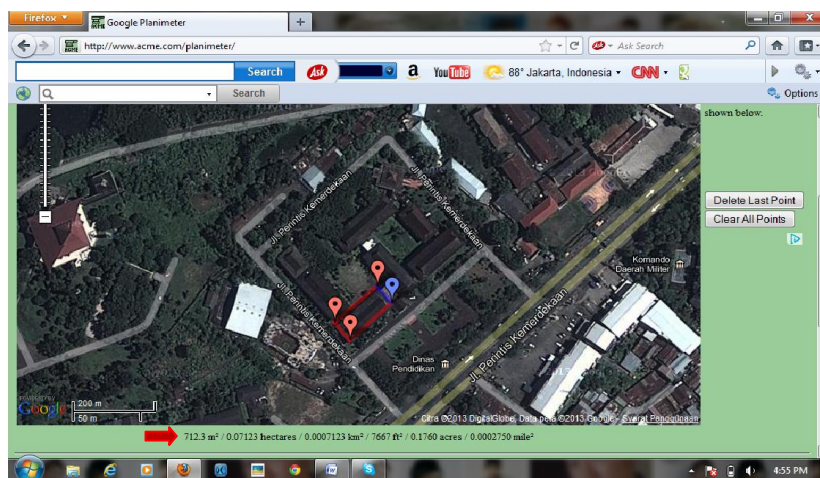 Firefox
Google Planimeter
+
http://www.acme.com/planimeter/
Ask Search
Search
Ask
a
You Tube
88° Jakarta, Indonesia
CNN
Search
Options
shown below.
Delete Last Point
Clear All Points
Jl. Perintis Kemerdekaan
Jl. Perintis Kemerdekaan
Jl. Perintis Kemerdekaan
Komando
Daerah Militer
Jl. Perintis Kemerdekaan
Dinas
Pendidikan
POWERED BY
Google
200 m
50 m
Citra ©2013 DigitalGlobe, Data peta ©2013 Google - Syarat Penggunaan
712.3 m² / 0.07123 hectares / 0.0007123 km² / 7667 ft² / 0.1760 acres / 0.0002750 mile²
4:55 PM